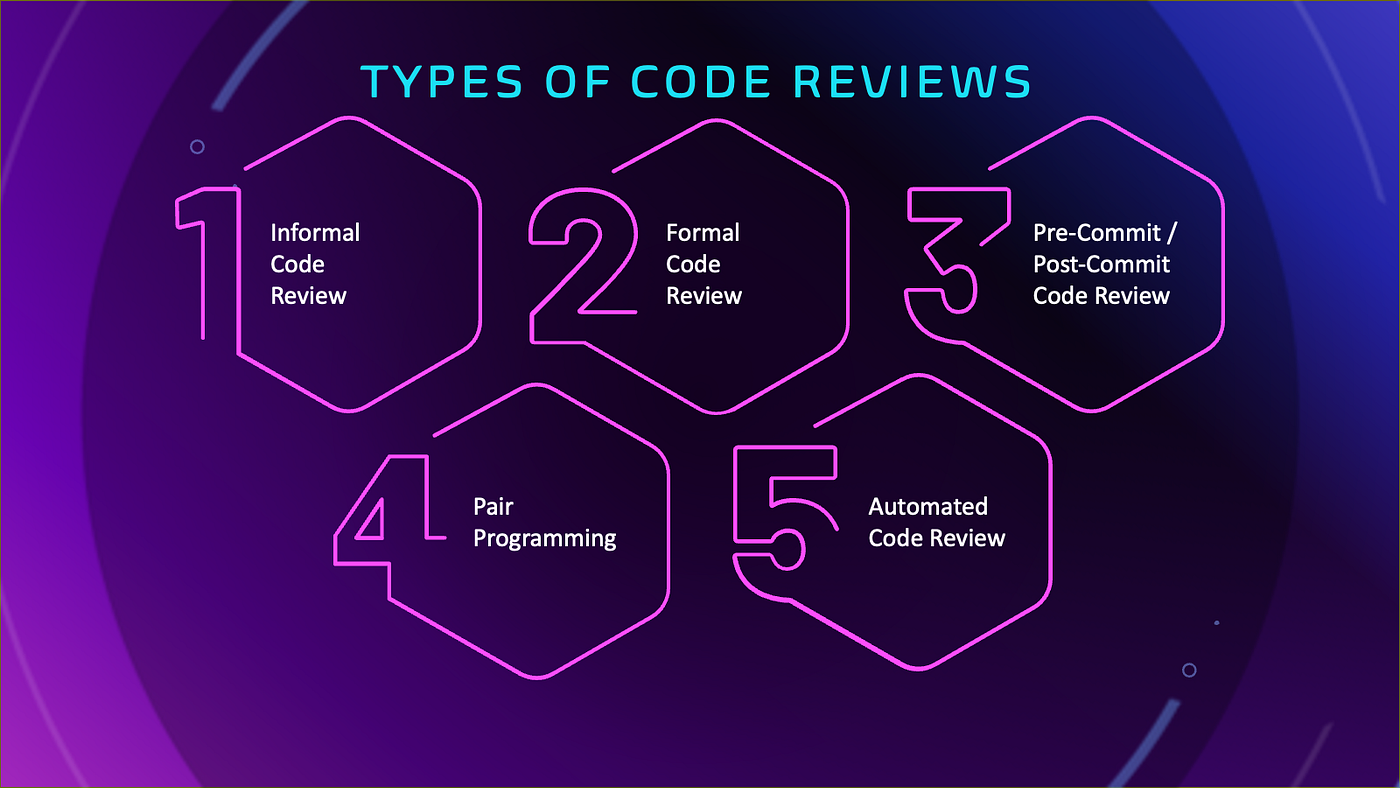 TYPES OF CODE REVIEWS
1
Informal
Code
Review
2
Formal
Code
Review
3
Pre-Commit /
Post-Commit
Code Review
4
Pair
Programming
5
Automated
Code Review